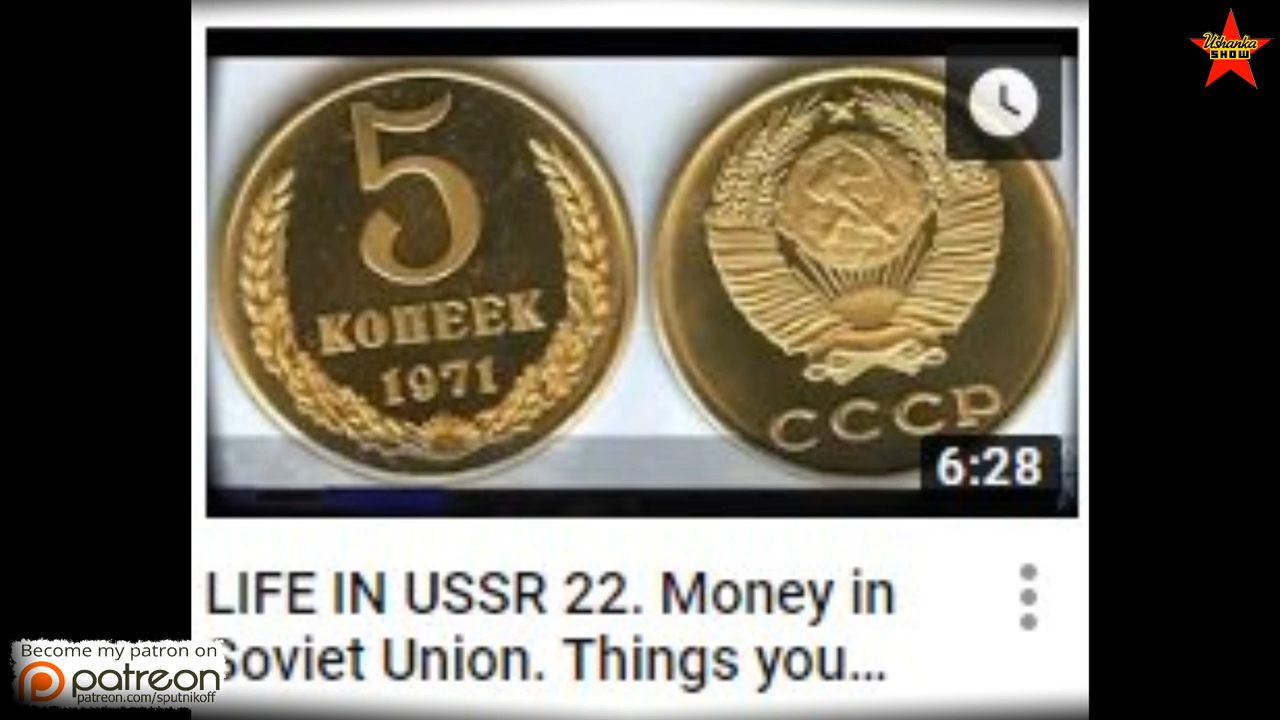 Ushanka
SHOW
5
КОПЕЕК
1971
СССР
6:28
LIFE IN USSR 22. Money in
Soviet Union. Things you...
Become my patron on
patreon
patreon.com/sputnikoff